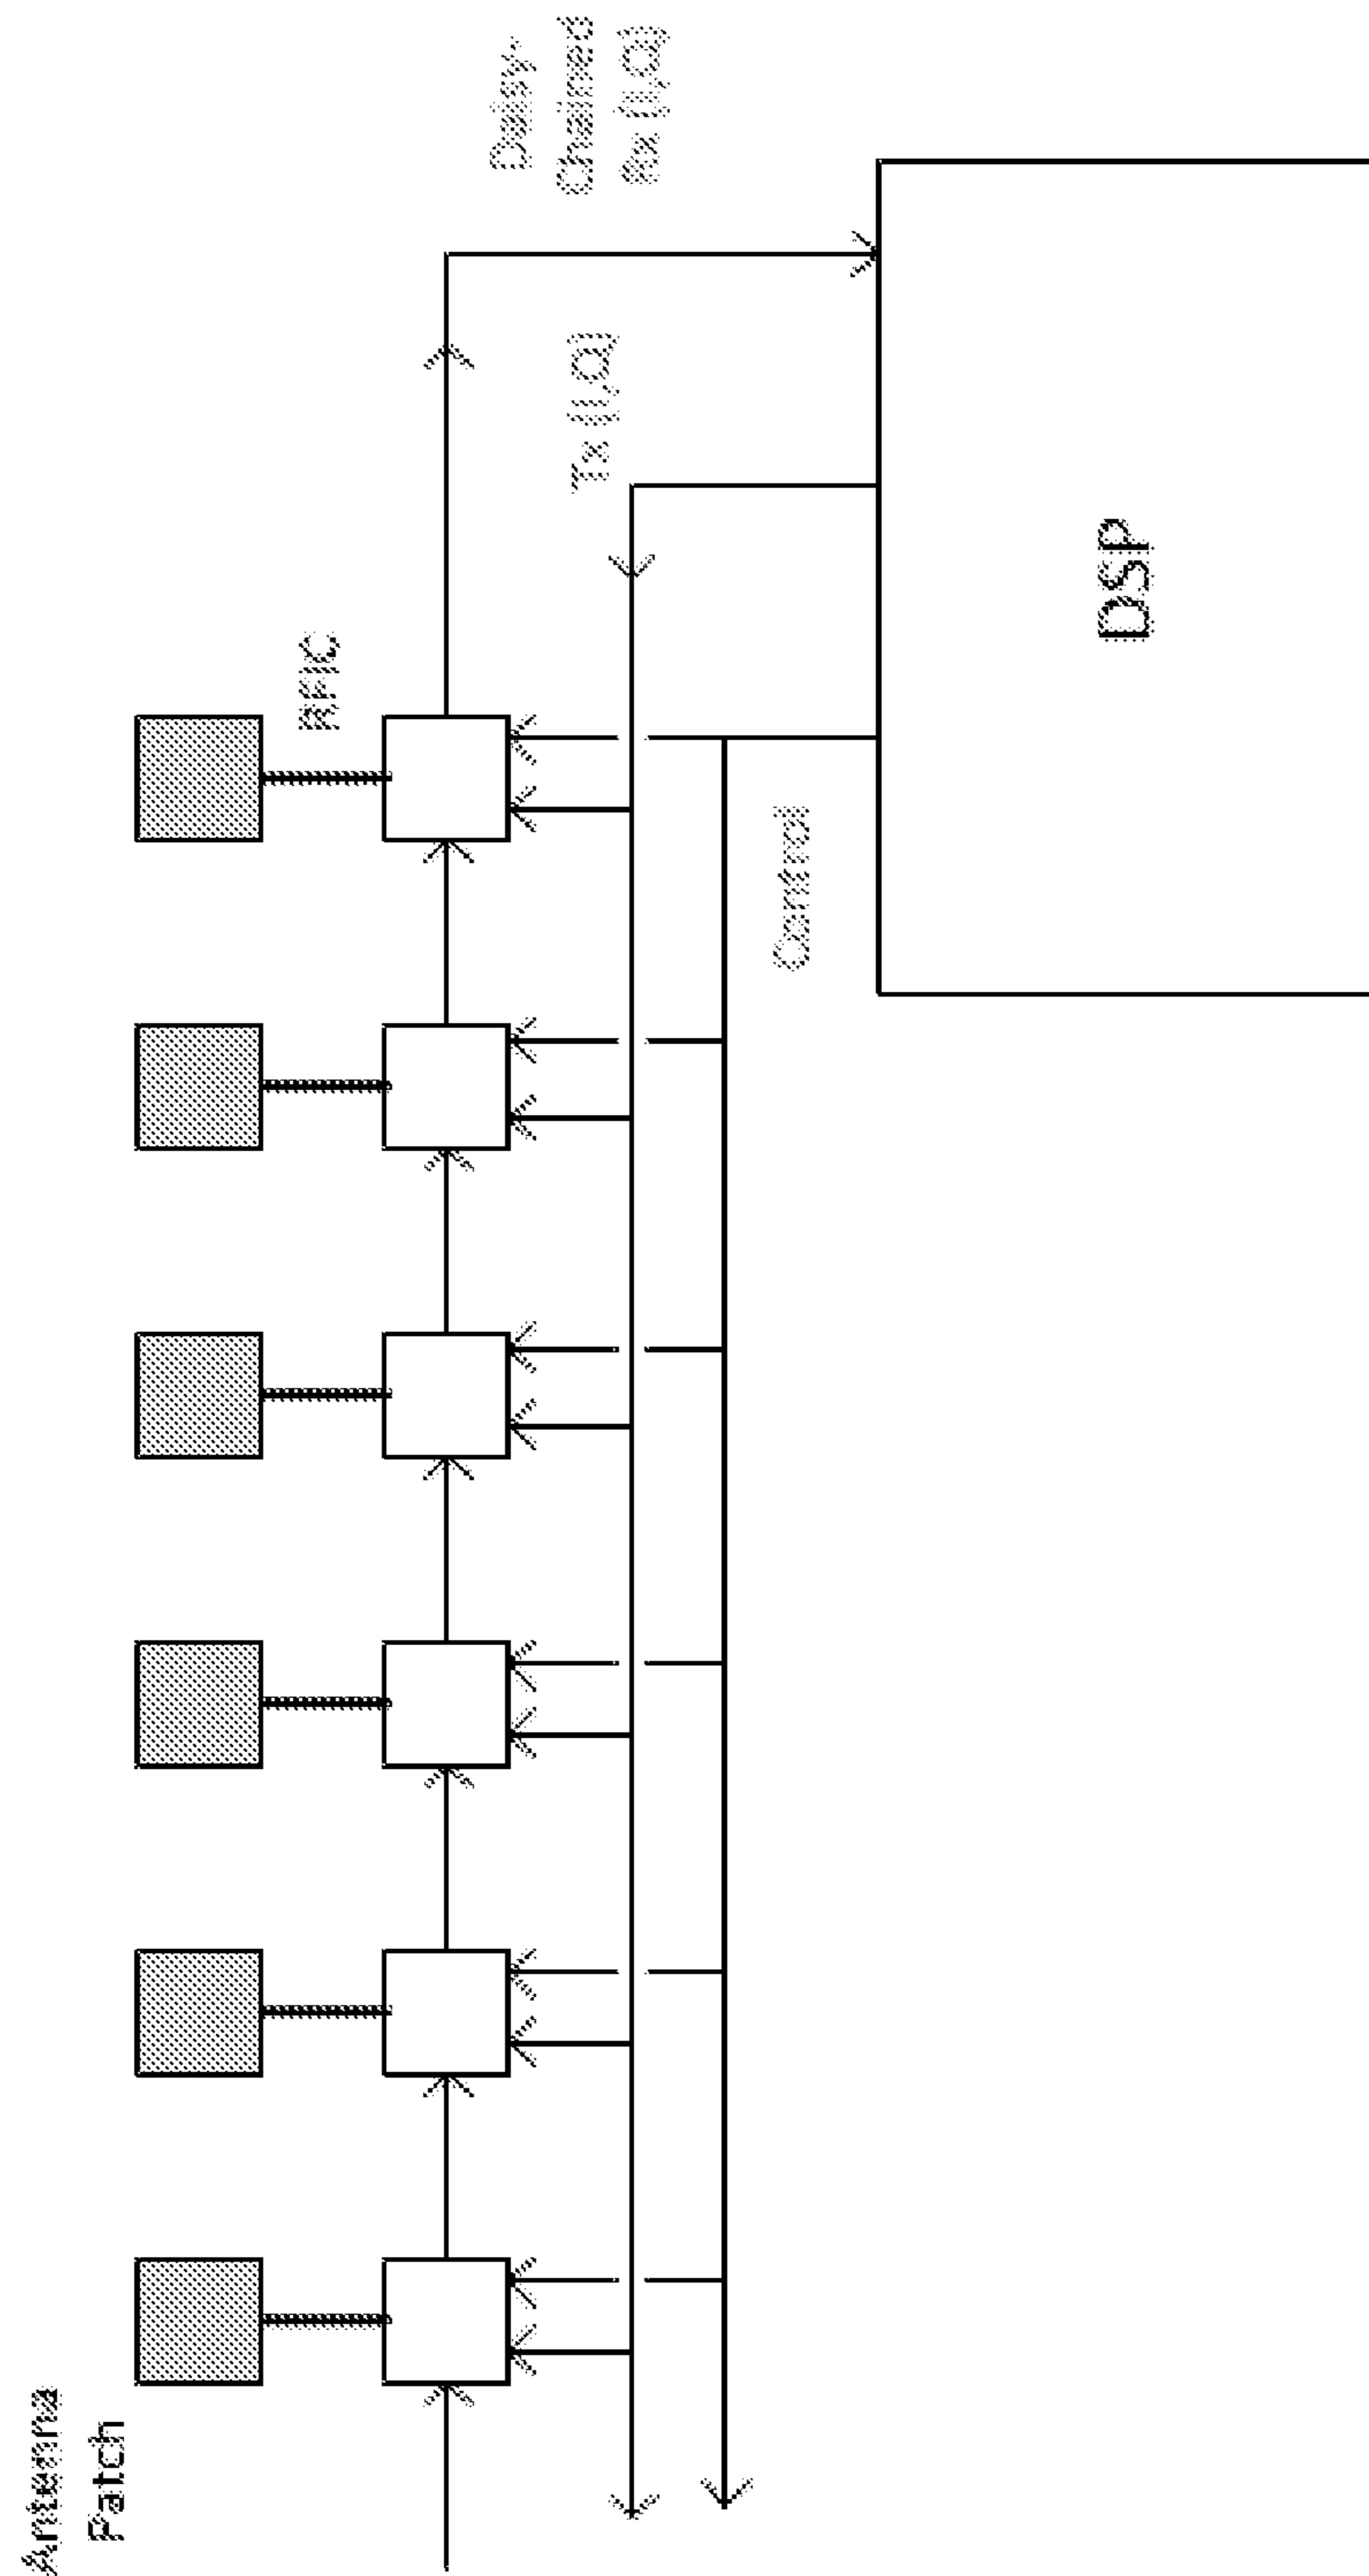 Antenna
Patch
RFIC
Daisy-
Chained
Rx (I,Q)
Tx (I,Q)
Control
DSP